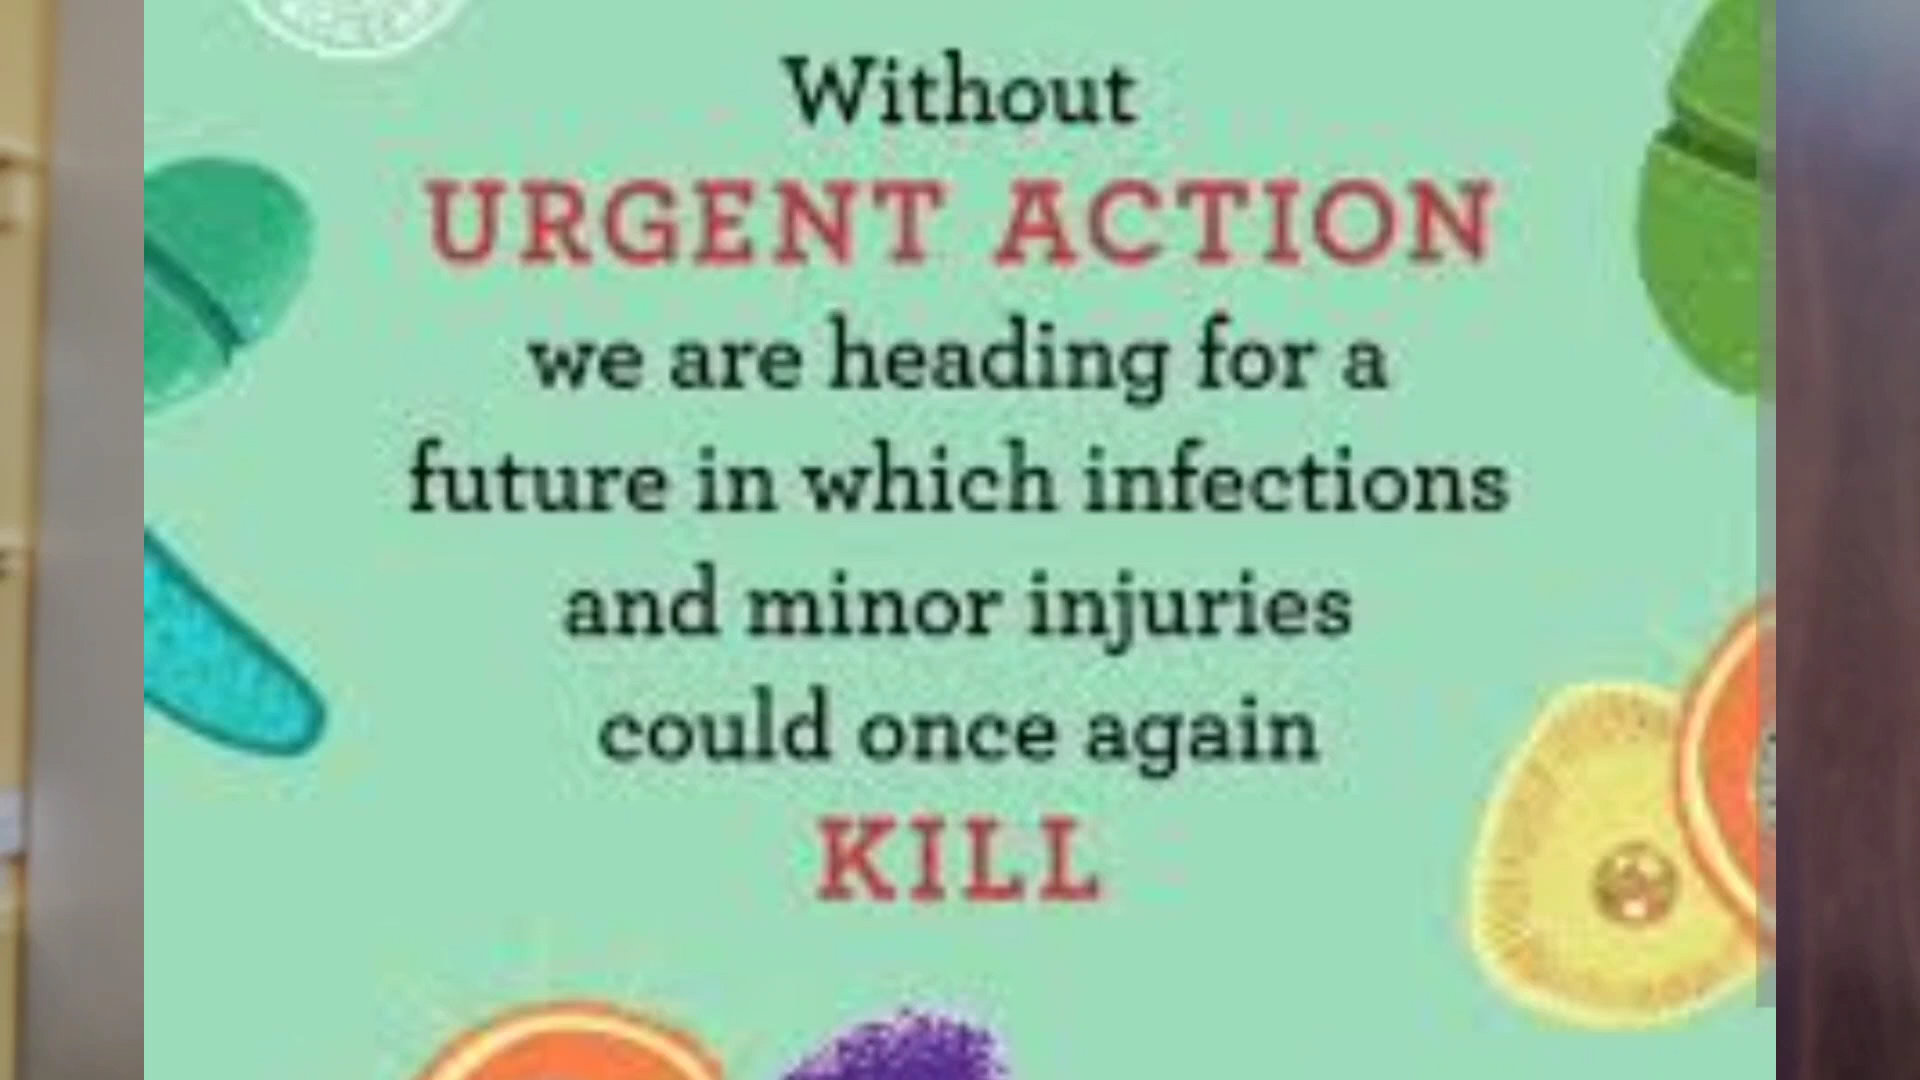 Without
URGENT ACTION
we are heading for a
future in which infections
and minor injuries
could once again
KILL